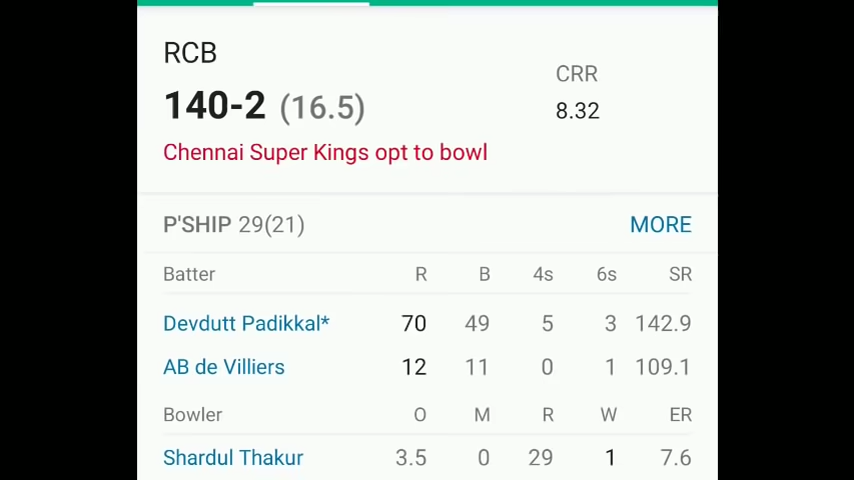 RCB
CRR
140-2 (16.5)
8.32
Chennai Super Kings opt to bowl
P'SHIP 29(21) MORE
Batter R B 4s 6s SR
Devdutt Padikkal* 70 49 5 3 142.9
AB de Villiers 12 11 0 1 109.1
Bowler O M R W ER
Shardul Thakur 3.5 0 29 1 7.6